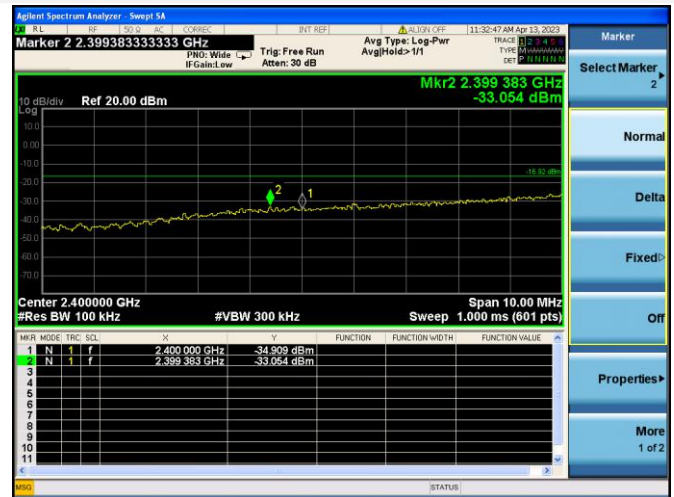 Agilent Spectrum Analyzer - Swept SA
RL RF 50 Ω AC CORREC INT REF ALIGN OFF 11:32:47 AM Apr 13, 2023
Marker 2 2.399383333333 GHz
PNO: Wide
IFGain:Low
Trig: Free Run
Atten: 30 dB
Avg Type: Log-Pwr
Avg|Hold:> 1/1
TRACE 1 2 3 4 5 6
TYPE M
DET P N N N N N
Mkr2 2.399 383 GHz
-33.054 dBm
10 dB/div Ref 20.00 dBm
Log
10.0
0.00
-10.0
-16.92 dBm
-20.0
2
1
-30.0
-40.0
-50.0
-60.0
-70.0
Center 2.400000 GHz Span 10.00 MHz
#Res BW 100 kHz #VBW 300 kHz Sweep 1.000 ms (601 pts)
MKR MODE TRC SCL X Y FUNCTION FUNCTION WIDTH FUNCTION VALUE
1 N 1 f 2.400 000 GHz -34.909 dBm
2 N 1 f 2.399 383 GHz -33.054 dBm
3
4
5
6
7
8
9
10
11
MSG STATUS
Marker
Select Marker
2
Normal
Delta
Fixed
Off
Properties
More
1 of 2